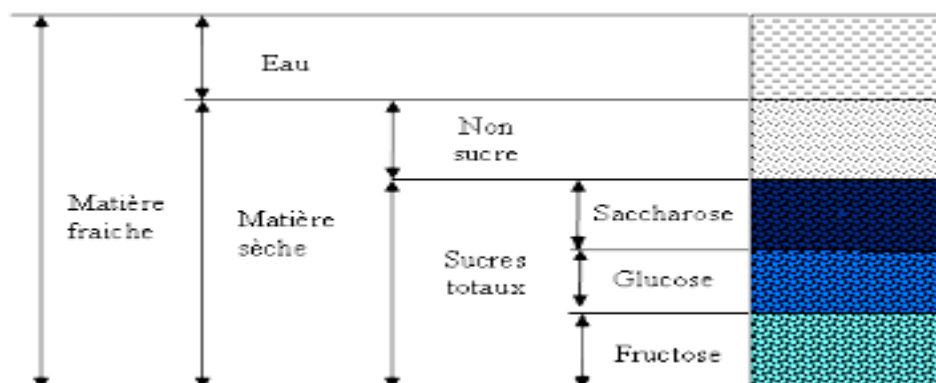 Eau
Non
sucre
Matière
fraiche
Matière
sèche
Saccharose
Sucres
totaux
Glucose
Fructose